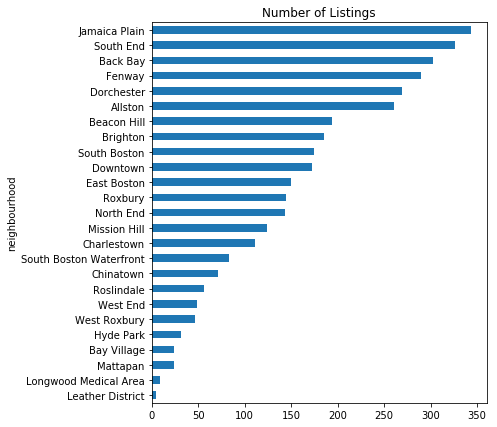 Number of Listings
neighbourhood
Jamaica Plain
South End
Back Bay
Fenway
Dorchester
Allston
Beacon Hill
Brighton
South Boston
Downtown
East Boston
Roxbury
North End
Mission Hill
Charlestown
South Boston Waterfront
Chinatown
Roslindale
West End
West Roxbury
Hyde Park
Bay Village
Mattapan
Longwood Medical Area
Leather District
0 50 100 150 200 250 300 350